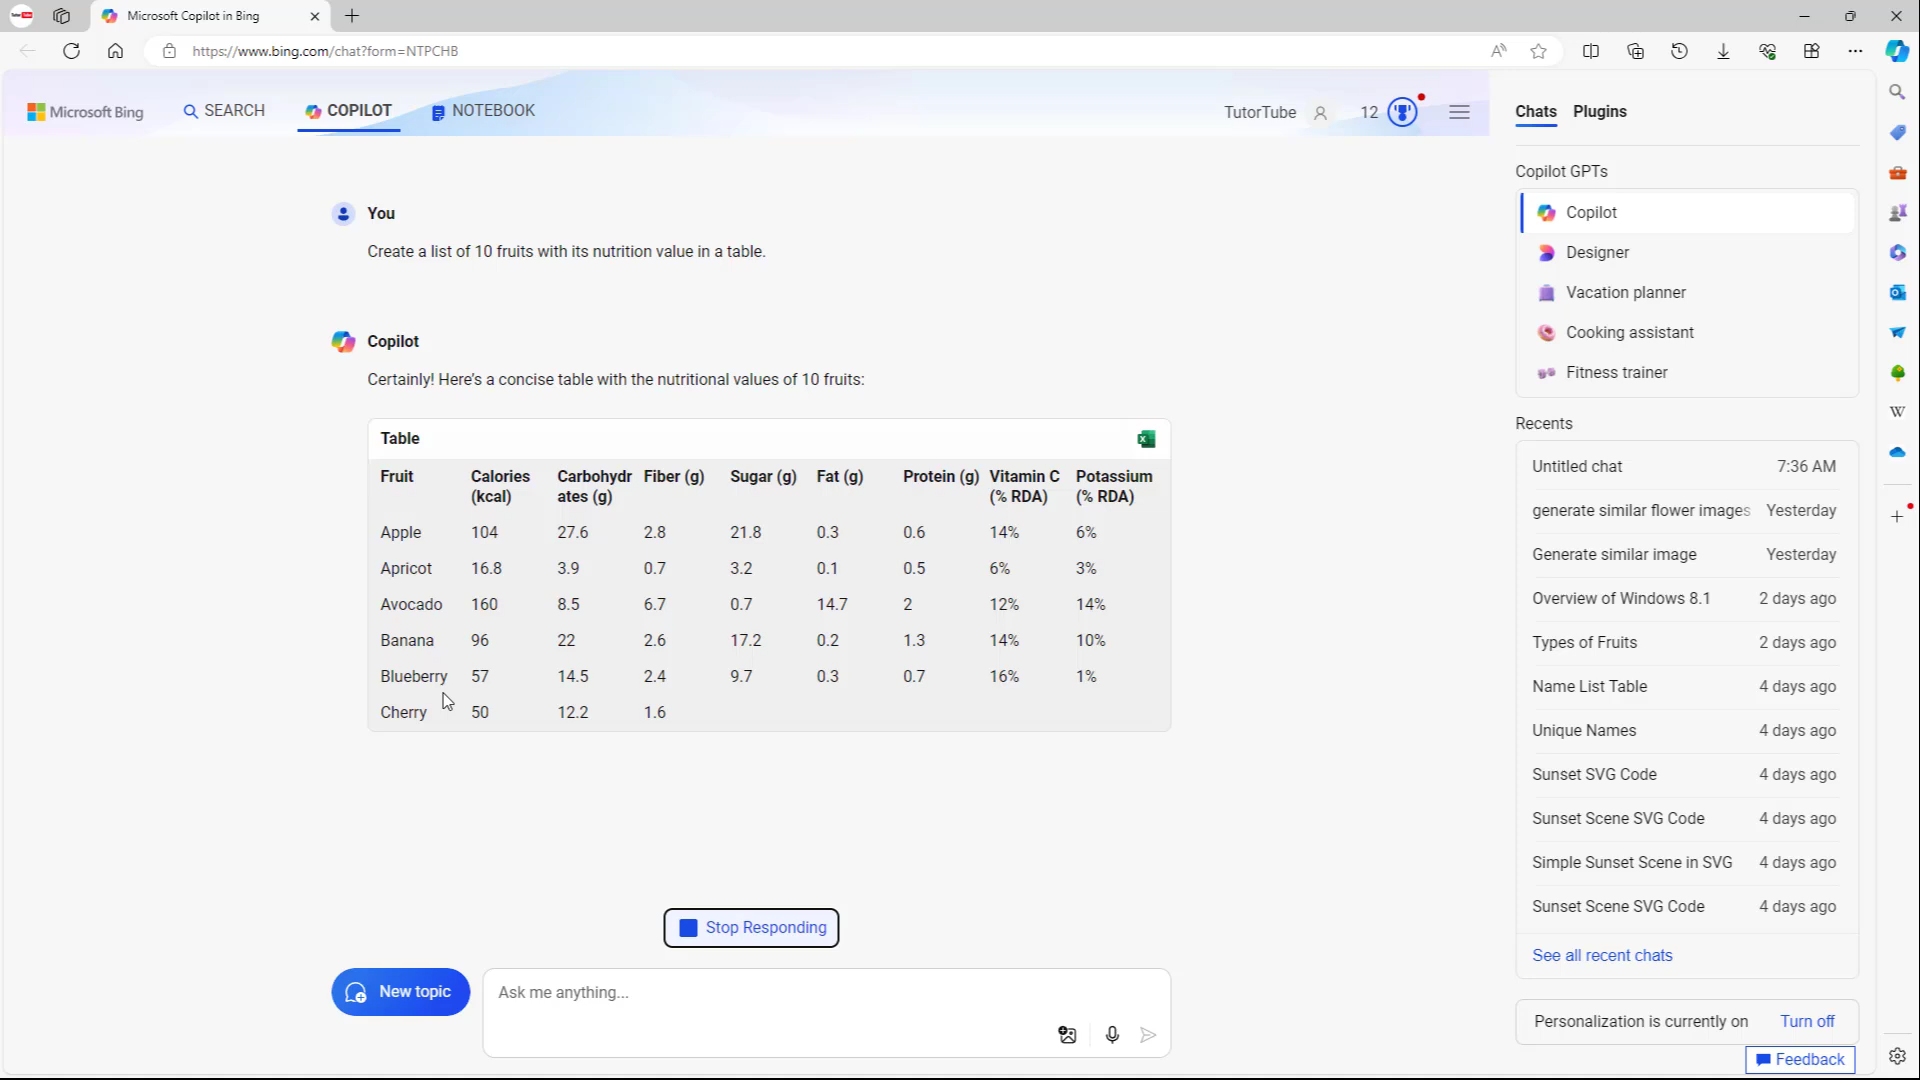 Microsoft Copilot in Bing
https://www.bing.com/chat?form=NTPCHB
Microsoft Bing
SEARCH
COPILOT
NOTEBOOK
TutorTube
12
Chats Plugins
Copilot GPTs
Copilot
Designer
Vacation planner
Cooking assistant
Fitness trainer
Recents
Untitled chat 7:36 AM
generate similar flower images Yesterday
Generate similar image Yesterday
Overview of Windows 8.1 2 days ago
Types of Fruits 2 days ago
Name List Table 4 days ago
Unique Names 4 days ago
Sunset SVG Code 4 days ago
Sunset Scene SVG Code 4 days ago
Simple Sunset Scene in SVG 4 days ago
Sunset Scene SVG Code 4 days ago
See all recent chats
Personalization is currently on Turn off
Feedback
You
Create a list of 10 fruits with its nutrition value in a table.
Copilot
Certainly! Here's a concise table with the nutritional values of 10 fruits:
Table
Fruit Calories (kcal) Carbohydrates (g) Fiber (g) Sugar (g) Fat (g) Protein (g) Vitamin C (% RDA) Potassium (% RDA)
Apple 104 27.6 2.8 21.8 0.3 0.6 14% 6%
Apricot 16.8 3.9 0.7 3.2 0.1 0.5 6% 3%
Avocado 160 8.5 6.7 0.7 14.7 2 12% 14%
Banana 96 22 2.6 17.2 0.2 1.3 14% 10%
Blueberry 57 14.5 2.4 9.7 0.3 0.7 16% 1%
Cherry 50 12.2 1.6
Stop Responding
New topic
Ask me anything...